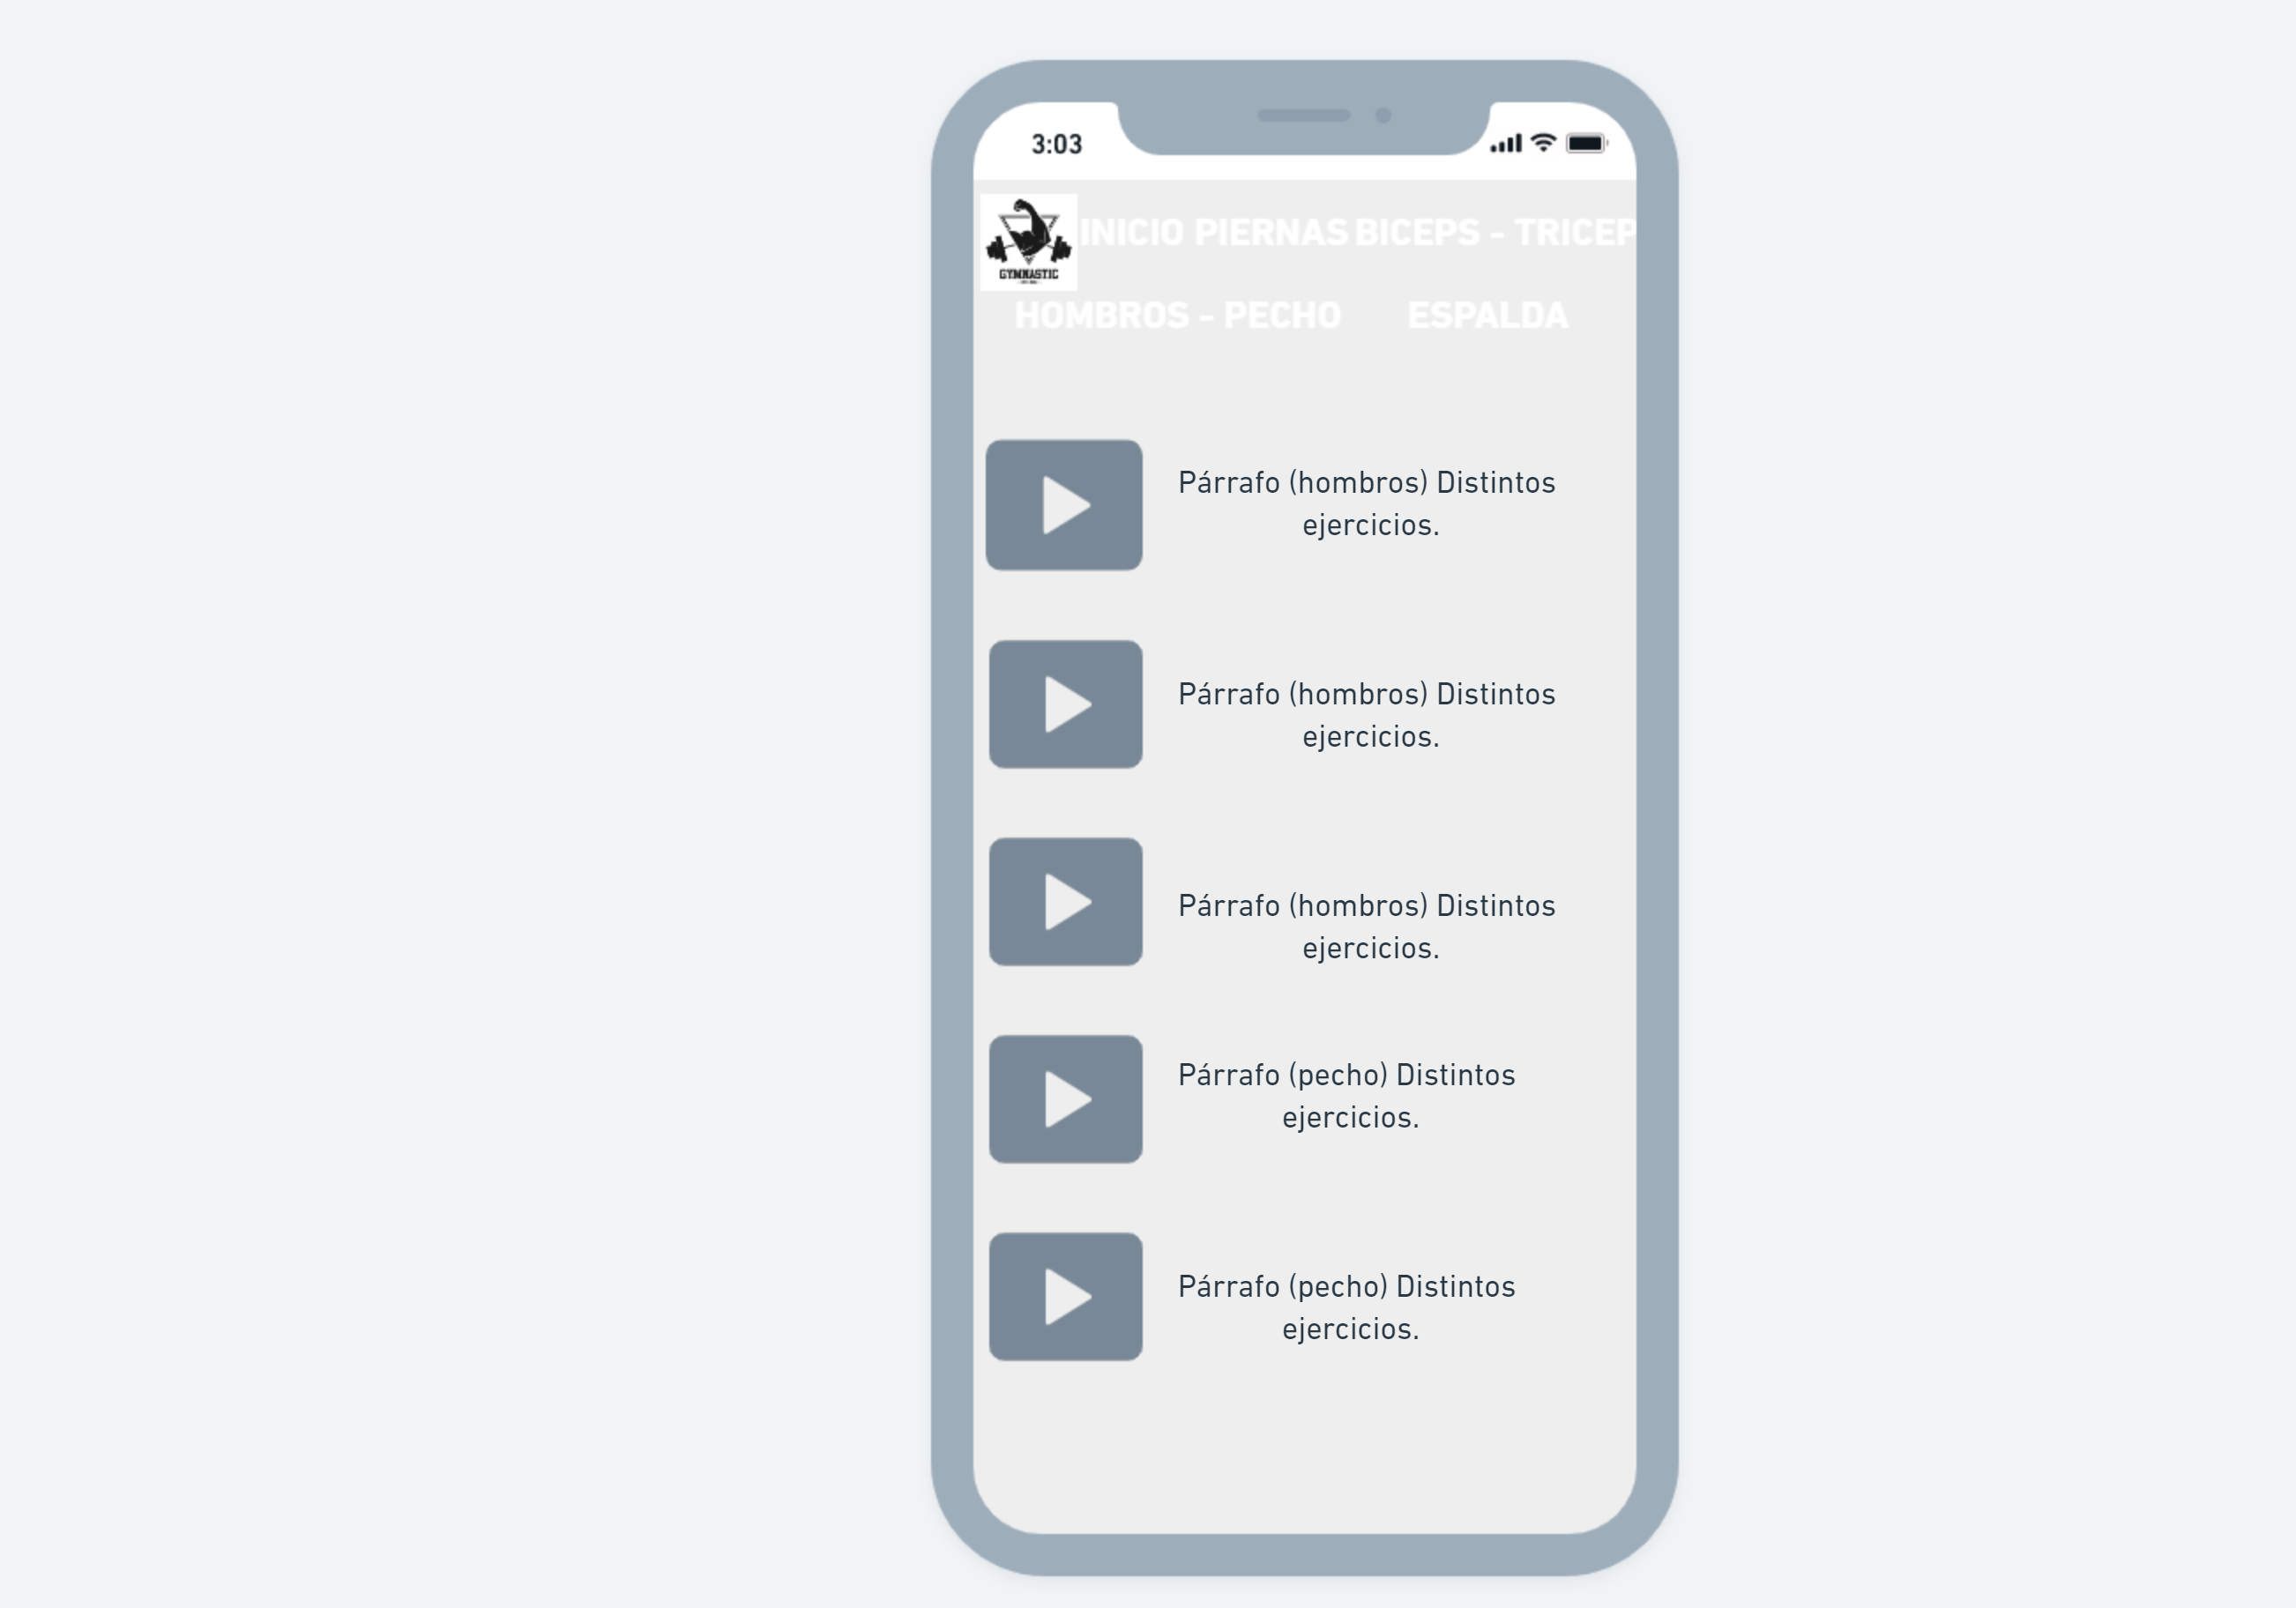 3:03
INICIO PIERNAS BICEPS - TRICEP
GYMNASTIC
HOMBROS - PECHO ESPALDA
Párrafo (hombros) Distintos
ejercicios.
Párrafo (hombros) Distintos
ejercicios.
Párrafo (hombros) Distintos
ejercicios.
Párrafo (pecho) Distintos
ejercicios.
Párrafo (pecho) Distintos
ejercicios.